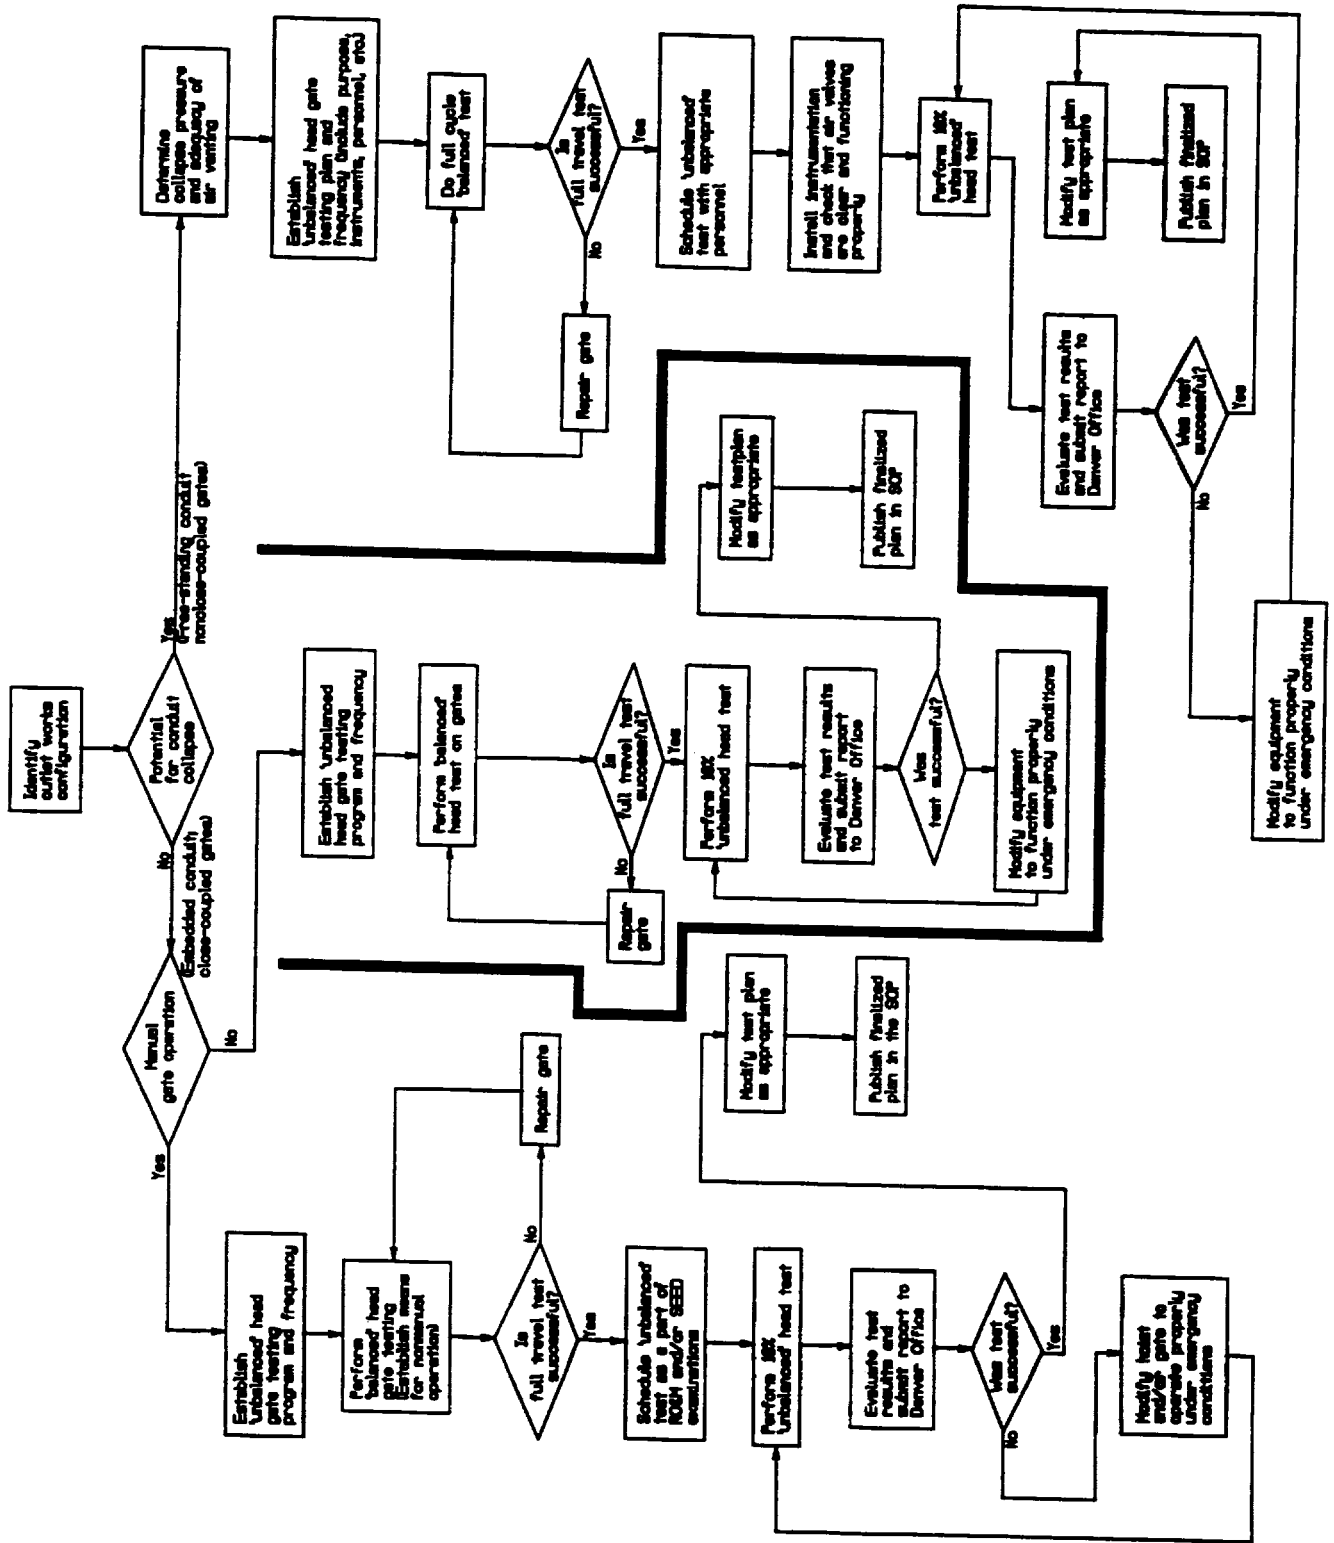 Identify
outlet works
configuration
Potential
for conduit
collapse
Yes
(Free-standing conduit
noncolose-coupled gates)
No
(Embedded conduit;
close-coupled gates)
Manual
gate operation
Yes
No
Establish
'unbalanced' head
gate testing
program and frequency
Perform
'balanced' head
gate testing
(Establish means
for nonmanual
operation)
Is
full travel test
successful?
No
Repair gate
Yes
Schedule 'unbalanced'
test as a part of
RO&M and/or SEED
examinations
Perform 10%
'unbalanced' head test
Evaluate test
results and
submit report to
Denver Office
Was test
successful?
Yes
No
Modify test plan
as appropriate
Publish finalized
plan in the SOP
Modify hoist
and/or gate to
operate properly
under emergency
conditions
Establish 'unbalanced
head gate testing
program and frequency
Perform 'balanced'
head test on gates
Is
full travel test
successful?
No
Repair
gate
Yes
Perform 10%
'unbalanced head test
Evaluate test results
and submit report
to Denver Office
Was
test successful?
Modify testplan
as appropriate
Publish finalized
plan in SOP
Modify equipment
to function properly
under emergency conditions
Determine
collapse pressure
and adequacy of
air venting
Establish
'unbalanced' head gate
testing plan and
frequency (include purpose,
instruments, personnel, etc.)
Do full cycle
'balanced' test
Is
full travel test
successful?
No
Repair gate
Yes
Schedule 'unbalanced'
test with appropriate
personnel
Install instrumentation
and check that air valves
are clear and functioning
properly
Perform 10%
'unbalanced'
head test
Evaluate test results
and submit report to
Denver Office
Was test
successful?
Yes
No
Modify test plan
as appropriate
Publish finalized
plan in SOP
Modify equipment
to function properly
under emergency conditions